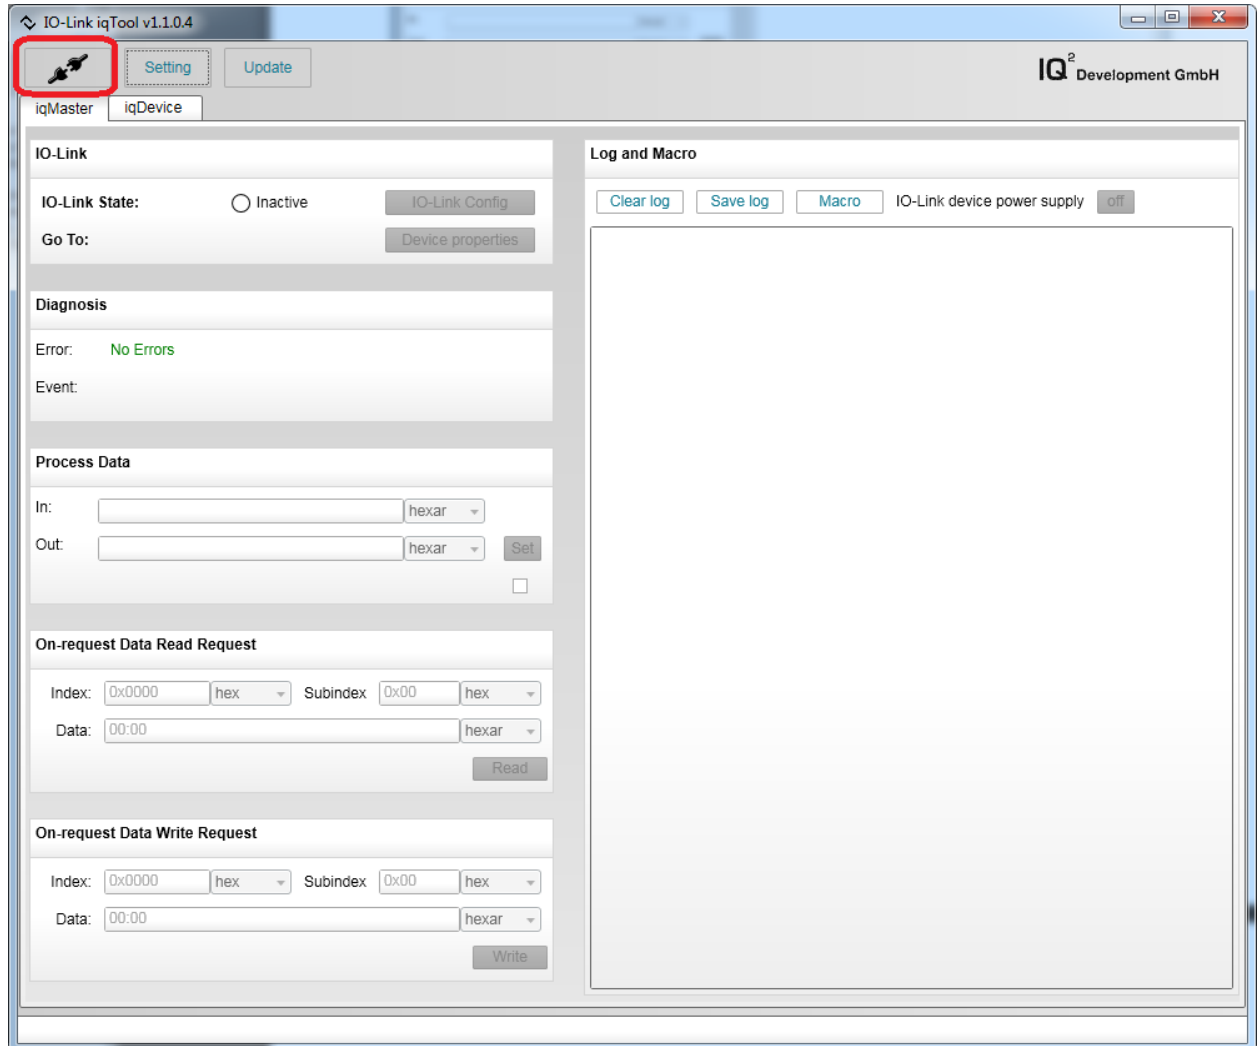 IO-Link iqTool v1.1.0.4
Setting Update
IQ² Development GmbH
iqMaster iqDevice
IO-Link
IO-Link State: Inactive IO-Link Config
Go To: Device properties
Diagnosis
Error: No Errors
Event:
Process Data
In: hexar
Out: hexar Set
On-request Data Read Request
Index: 0x0000 hex Subindex 0x00 hex
Data: 00:00 hexar
Read
On-request Data Write Request
Index: 0x0000 hex Subindex 0x00 hex
Data: 00:00 hexar
Write
Log and Macro
Clear log Save log Macro IO-Link device power supply off